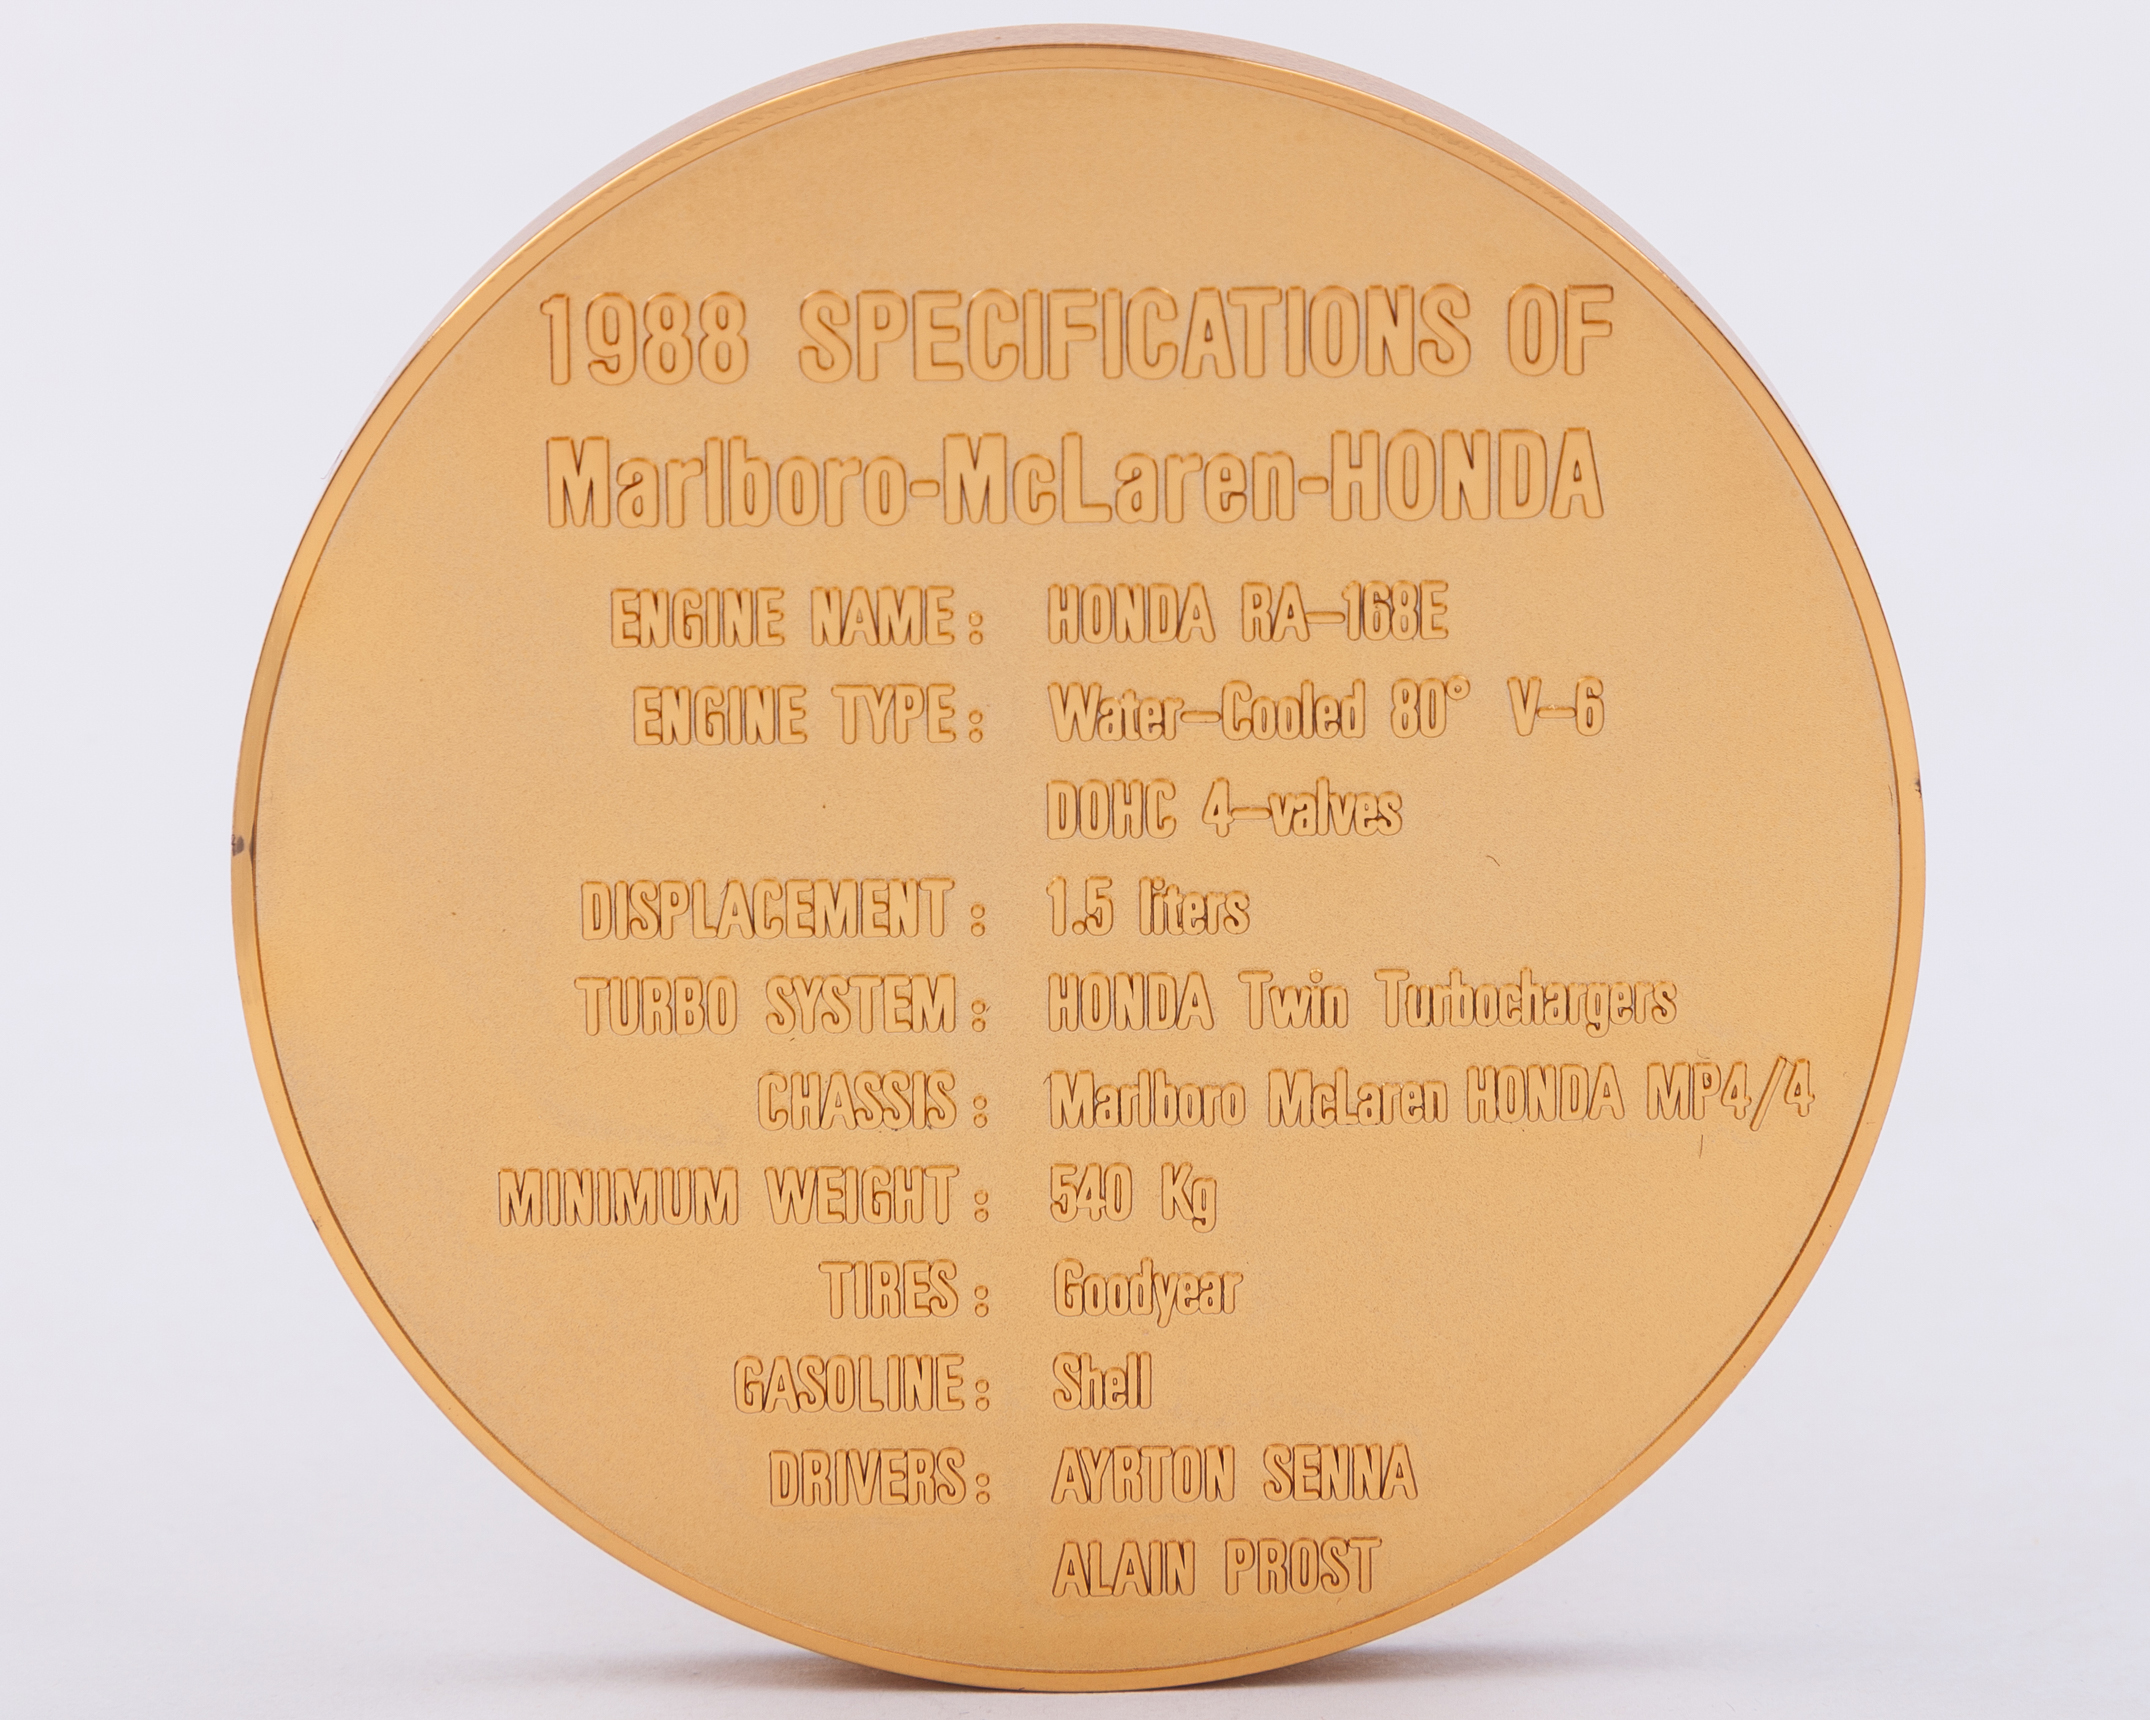 1988 SPECIFICATIONS OF
Marlboro-McLaren-HONDA
ENGINE NAME: HONDA RA-168E
ENGINE TYPE: Water-Cooled 80° V-6
DOHC 4-valves
DISPLACEMENT: 1.5 liters
TURBO SYSTEM: HONDA Twin Turbochargers
CHASSIS: Marlboro McLaren HONDA MP4/4
MINIMUM WEIGHT: 540 Kg
TIRES: Goodyear
GASOLINE: Shell
DRIVERS: AYRTON SENNA
ALAIN PROST